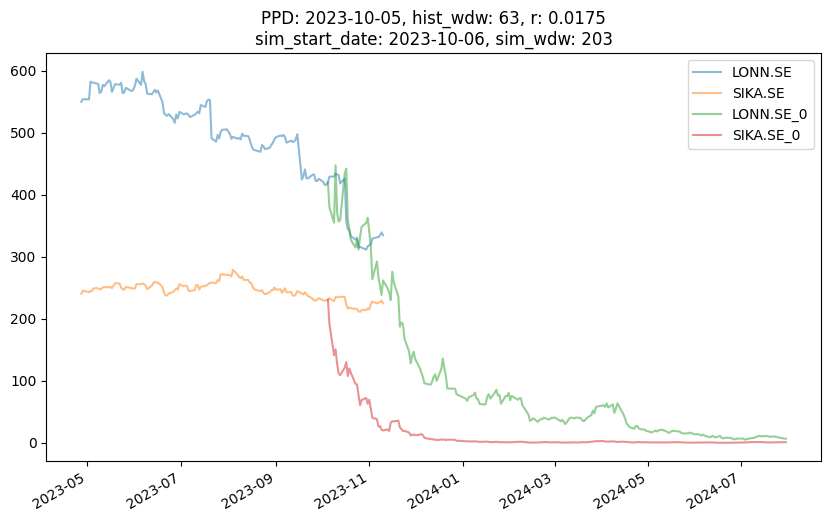 PPD: 2023-10-05, hist_wdw: 63, r: 0.0175
sim_start_date: 2023-10-06, sim_wdw: 203
LONN.SE
SIKA.SE
LONN.SE_0
SIKA.SE_0
600
500
400
300
200
100
0
2023-05
2023-07
2023-09
2023-11
2024-01
2024-03
2024-05
2024-07